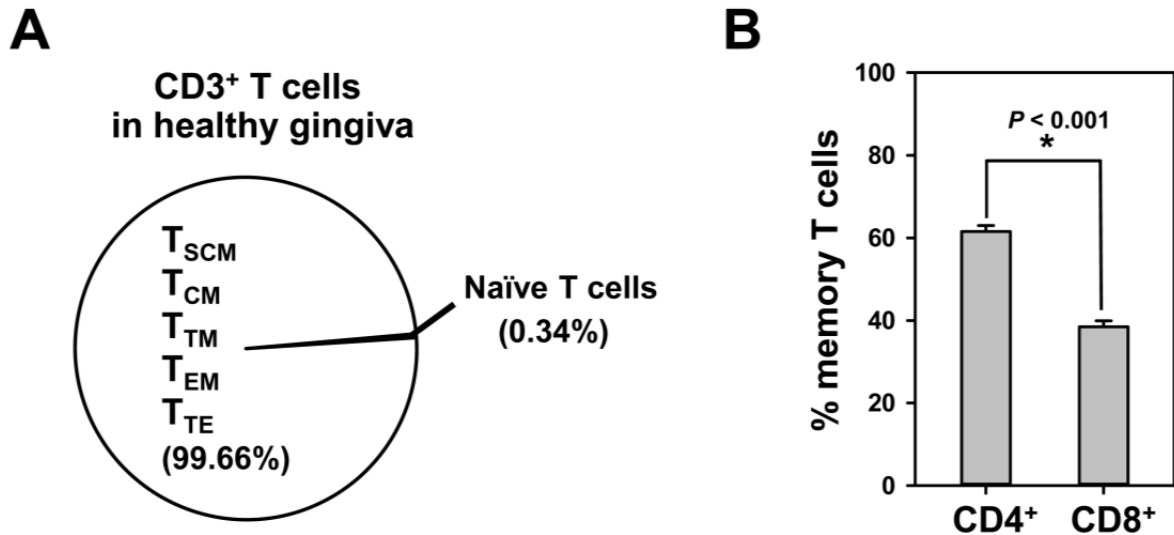 A
CD3⁺ T cells
in healthy gingiva
T_SCM
T_CM
T_TM
T_EM
T_TE
(99.66%)
Naïve T cells
(0.34%)
B
% memory T cells
100
80
60
40
20
0
P < 0.001
*
CD4⁺ CD8⁺